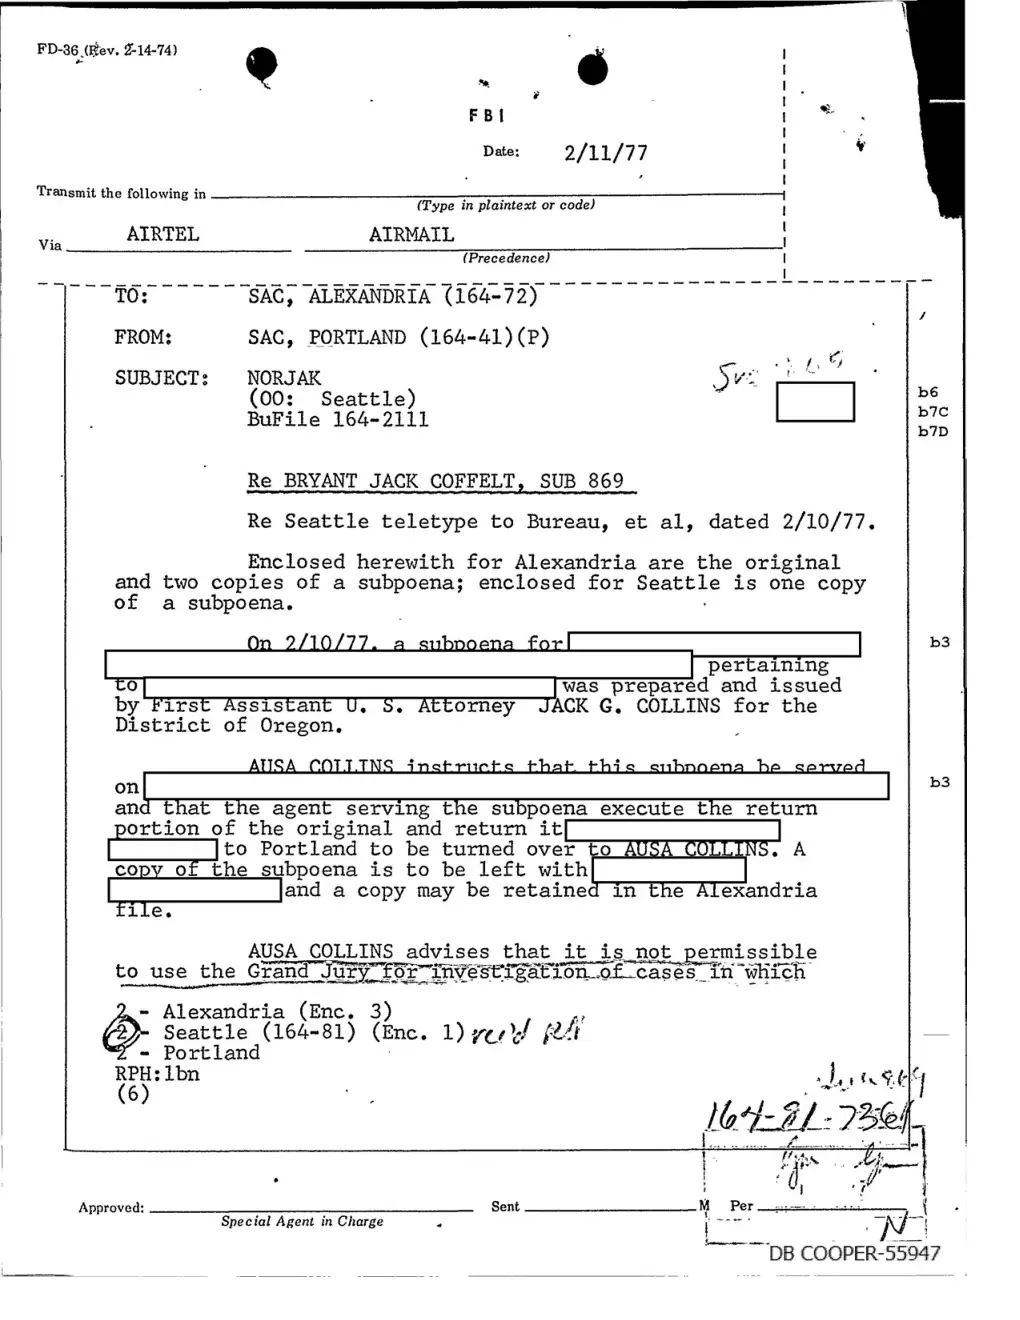 FD-36 (Rev. 2-14-74)
FBI
Date: 2/11/77
Transmit the following in
(Type in plaintext or code)
Via AIRTEL AIRMAIL
(Precedence)
TO: SAC, ALEXANDRIA (164-72)
FROM: SAC, PORTLAND (164-41)(P)
SUBJECT: NORJAK
(OO: Seattle)
BuFile 164-2111
b6
b7C
b7D
Re BRYANT JACK COFFELT, SUB 869
Re Seattle teletype to Bureau, et al, dated 2/10/77.
Enclosed herewith for Alexandria are the original
and two copies of a subpoena; enclosed for Seattle is one copy
of a subpoena.
On 2/10/77, a subpoena for b3
pertaining
to was prepared and issued
by First Assistant U. S. Attorney JACK G. COLLINS for the
District of Oregon.
AUSA COLLINS instructs that this subpoena be served
on b3
and that the agent serving the subpoena execute the return
portion of the original and return it
to Portland to be turned over to AUSA COLLINS. A
copy of the subpoena is to be left with
and a copy may be retained in the Alexandria
file.
AUSA COLLINS advises that it is not permissible
to use the Grand Jury for investigation of cases in which
2 - Alexandria (Enc. 3)
2 - Seattle (164-81) (Enc. 1) rec'd
2 - Portland
RPH:lbn
(6)
164-81-7361
Approved: Sent M Per
Special Agent in Charge
N
DB COOPER-55947